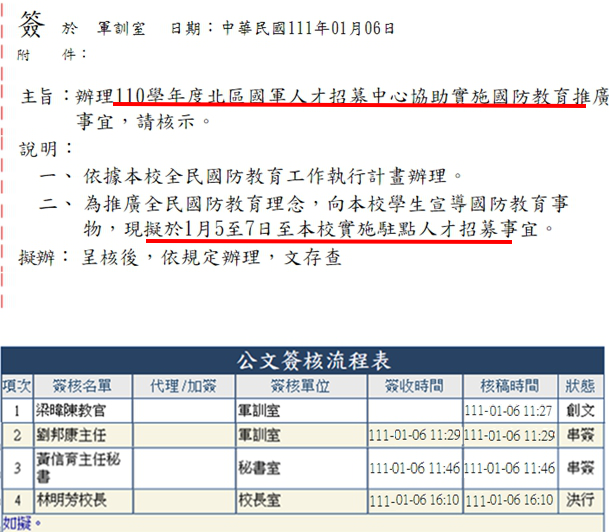 簽 於 軍訓室 日期：中華民國111年01月06日
附 件：
主旨：辦理110學年度北區國軍人才招募中心協助實施國防教育推廣
事宜，請核示。
說明：
一、依據本校全民國防教育工作執行計畫辦理。
二、為推廣全民國防教育理念，向本校學生宣導國防教育事
物，現擬於1月5至7日至本校實施駐點人才招募事宜。
擬辦：呈核後，依規定辦理，文存查
公文簽核流程表
項次 簽核名單 代理/加簽 簽核單位 簽收時間 核稿時間 狀態
1 梁暐陳教官 軍訓室 111-01-06 11:27 創文
2 劉邦康主任 軍訓室 111-01-06 11:29 111-01-06 11:29 串簽
3 黃信育主任秘
書 秘書室 111-01-06 11:46 111-01-06 11:46 串簽
4 林明芳校長 校長室 111-01-06 16:10 111-01-06 16:10 決行
如擬。